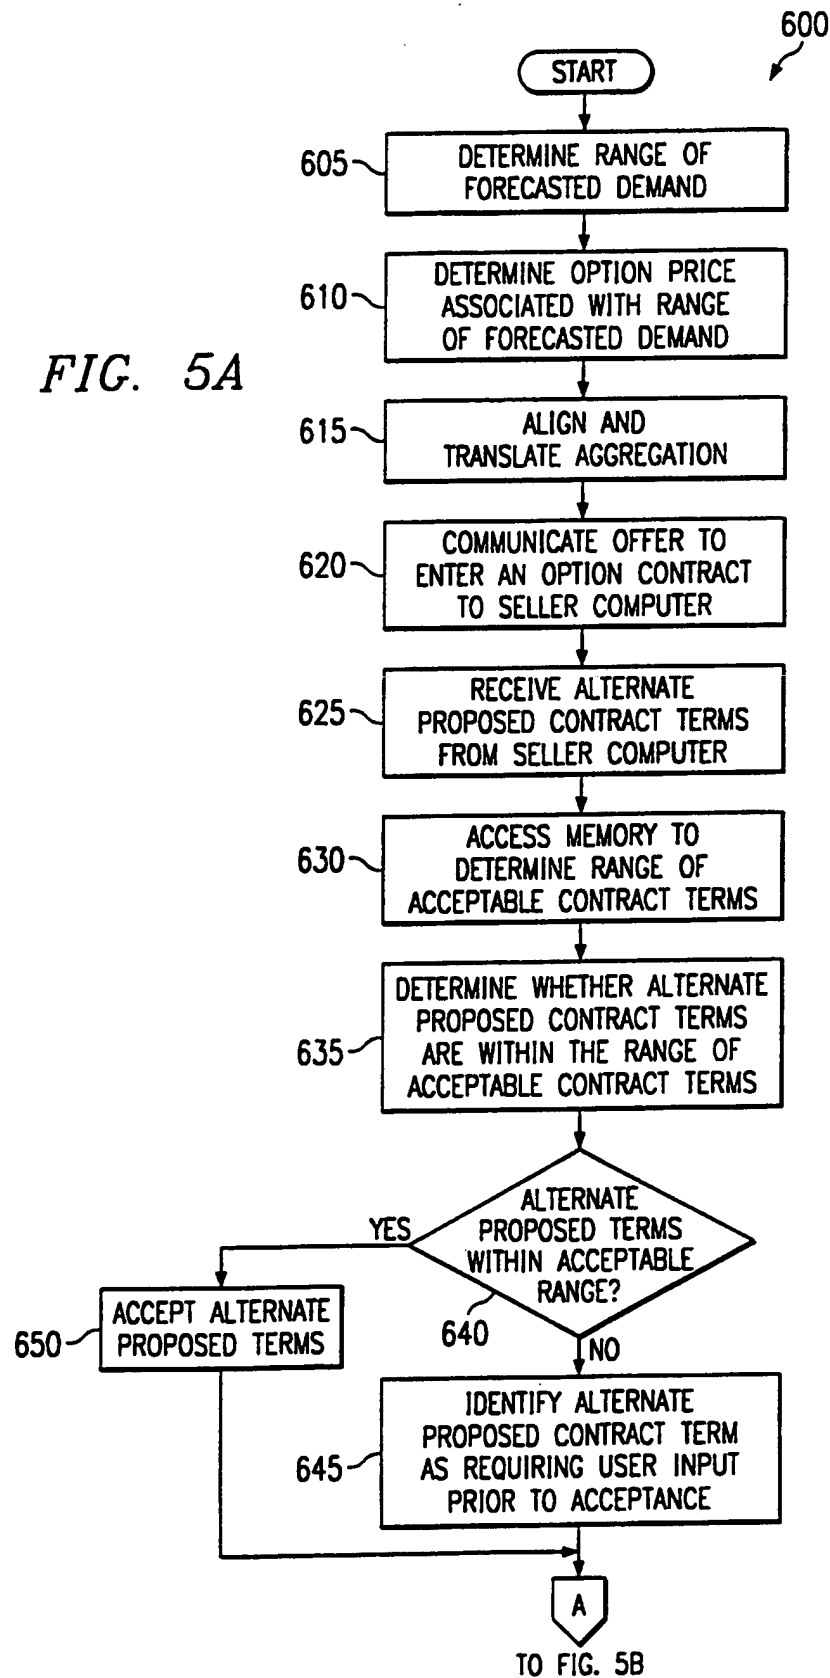 600
START
605
DETERMINE RANGE OF
FORECASTED DEMAND
610
DETERMINE OPTION PRICE
ASSOCIATED WITH RANGE
OF FORECASTED DEMAND
FIG. 5A
615
ALIGN AND
TRANSLATE AGGREGATION
620
COMMUNICATE OFFER TO
ENTER AN OPTION CONTRACT
TO SELLER COMPUTER
625
RECEIVE ALTERNATE
PROPOSED CONTRACT TERMS
FROM SELLER COMPUTER
630
ACCESS MEMORY TO
DETERMINE RANGE OF
ACCEPTABLE CONTRACT TERMS
635
DETERMINE WHETHER ALTERNATE
PROPOSED CONTRACT TERMS
ARE WITHIN THE RANGE OF
ACCEPTABLE CONTRACT TERMS
ALTERNATE
PROPOSED TERMS
WITHIN ACCEPTABLE
RANGE?
640
YES
650
ACCEPT ALTERNATE
PROPOSED TERMS
NO
645
IDENTIFY ALTERNATE
PROPOSED CONTRACT TERM
AS REQUIRING USER INPUT
PRIOR TO ACCEPTANCE
A
TO FIG. 5B